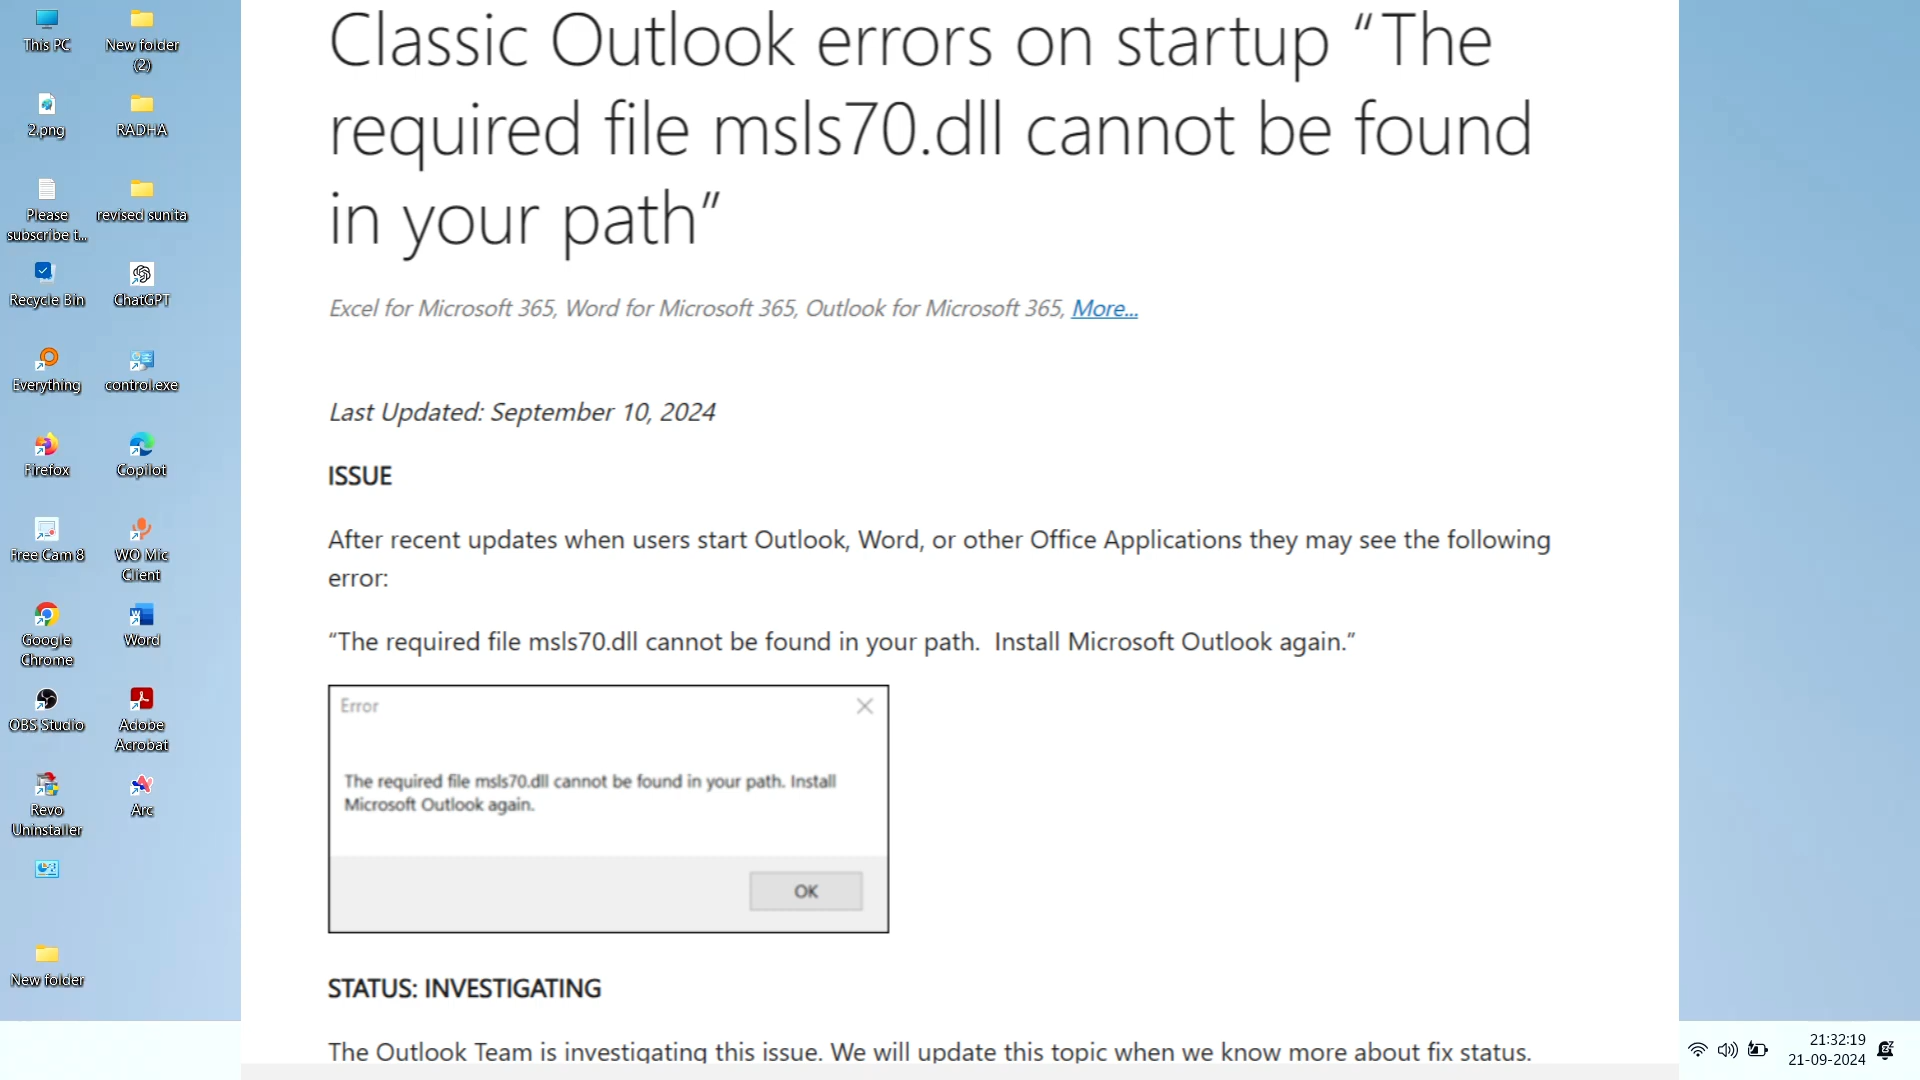 This PC
New folder
(2)
2.png
RADHA
Please
subscribe t...
revised sunita
Recycle Bin
ChatGPT
Everything
control.exe
Firefox
Copilot
Free Cam 8
WO Mic
Client
Google
Chrome
Word
OBS Studio
Adobe
Acrobat
Revo
Uninstaller
Arc
New folder
Classic Outlook errors on startup “The
required file msls70.dll cannot be found
in your path”
Excel for Microsoft 365, Word for Microsoft 365, Outlook for Microsoft 365, More...
Last Updated: September 10, 2024
ISSUE
After recent updates when users start Outlook, Word, or other Office Applications they may see the following
error:
“The required file msls70.dll cannot be found in your path.  Install Microsoft Outlook again.”
Error
The required file msls70.dll cannot be found in your path. Install
Microsoft Outlook again.
OK
STATUS: INVESTIGATING
The Outlook Team is investigating this issue. We will update this topic when we know more about fix status.
21:32:19
21-09-2024